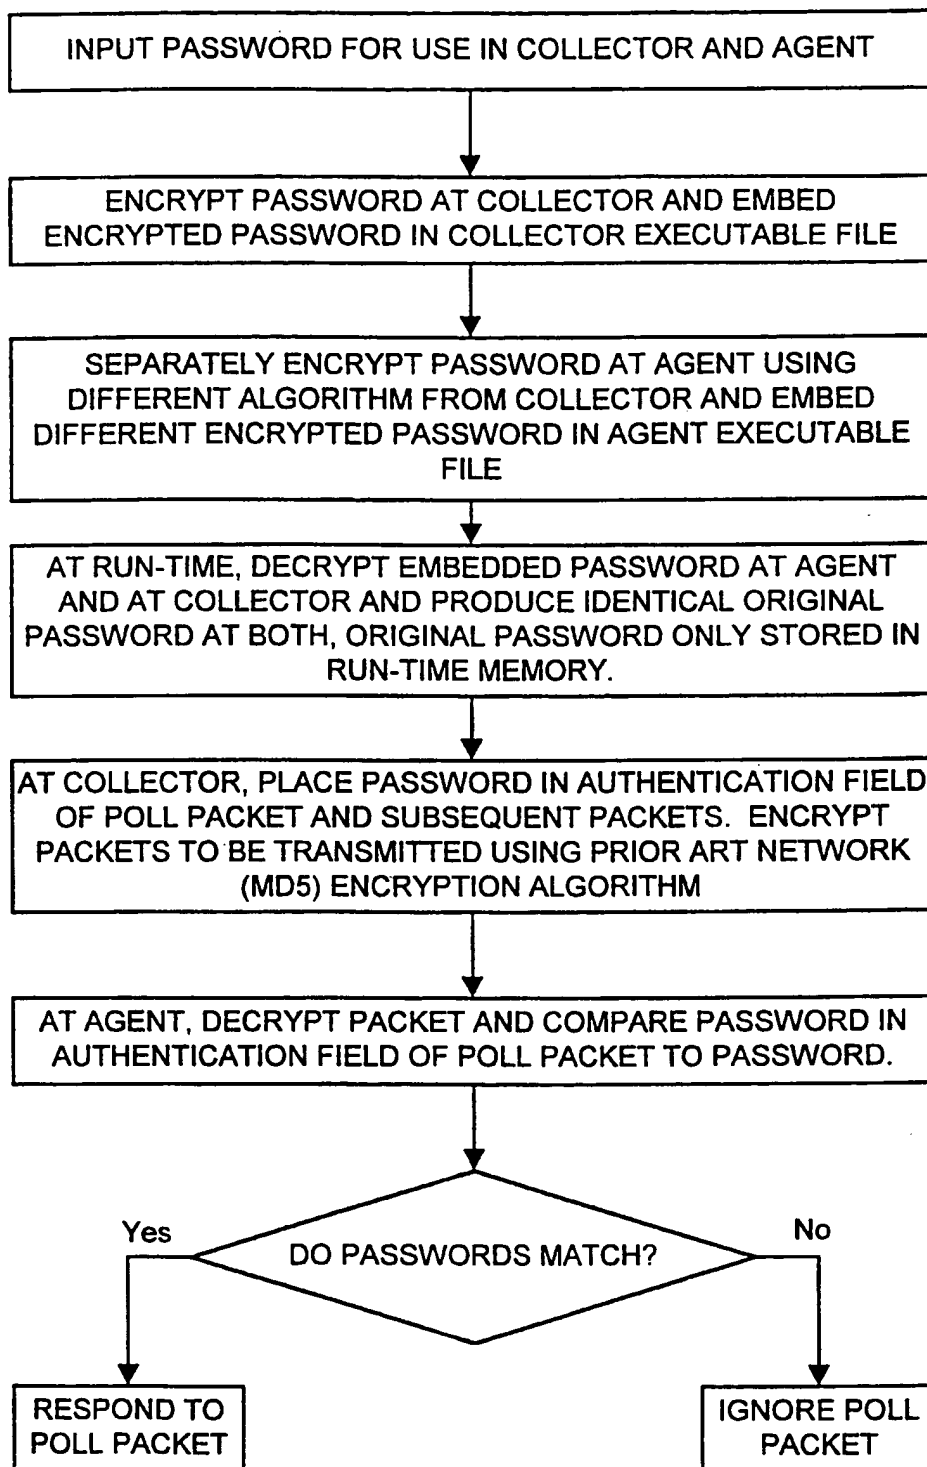 INPUT PASSWORD FOR USE IN COLLECTOR AND AGENT
ENCRYPT PASSWORD AT COLLECTOR AND EMBED
ENCRYPTED PASSWORD IN COLLECTOR EXECUTABLE FILE
SEPARATELY ENCRYPT PASSWORD AT AGENT USING
DIFFERENT ALGORITHM FROM COLLECTOR AND EMBED
DIFFERENT ENCRYPTED PASSWORD IN AGENT EXECUTABLE
FILE
AT RUN-TIME, DECRYPT EMBEDDED PASSWORD AT AGENT
AND AT COLLECTOR AND PRODUCE IDENTICAL ORIGINAL
PASSWORD AT BOTH, ORIGINAL PASSWORD ONLY STORED IN
RUN-TIME MEMORY.
AT COLLECTOR, PLACE PASSWORD IN AUTHENTICATION FIELD
OF POLL PACKET AND SUBSEQUENT PACKETS. ENCRYPT
PACKETS TO BE TRANSMITTED USING PRIOR ART NETWORK
(MD5) ENCRYPTION ALGORITHM
AT AGENT, DECRYPT PACKET AND COMPARE PASSWORD IN
AUTHENTICATION FIELD OF POLL PACKET TO PASSWORD.
Yes
No
DO PASSWORDS MATCH?
RESPOND TO
POLL PACKET
IGNORE POLL
PACKET